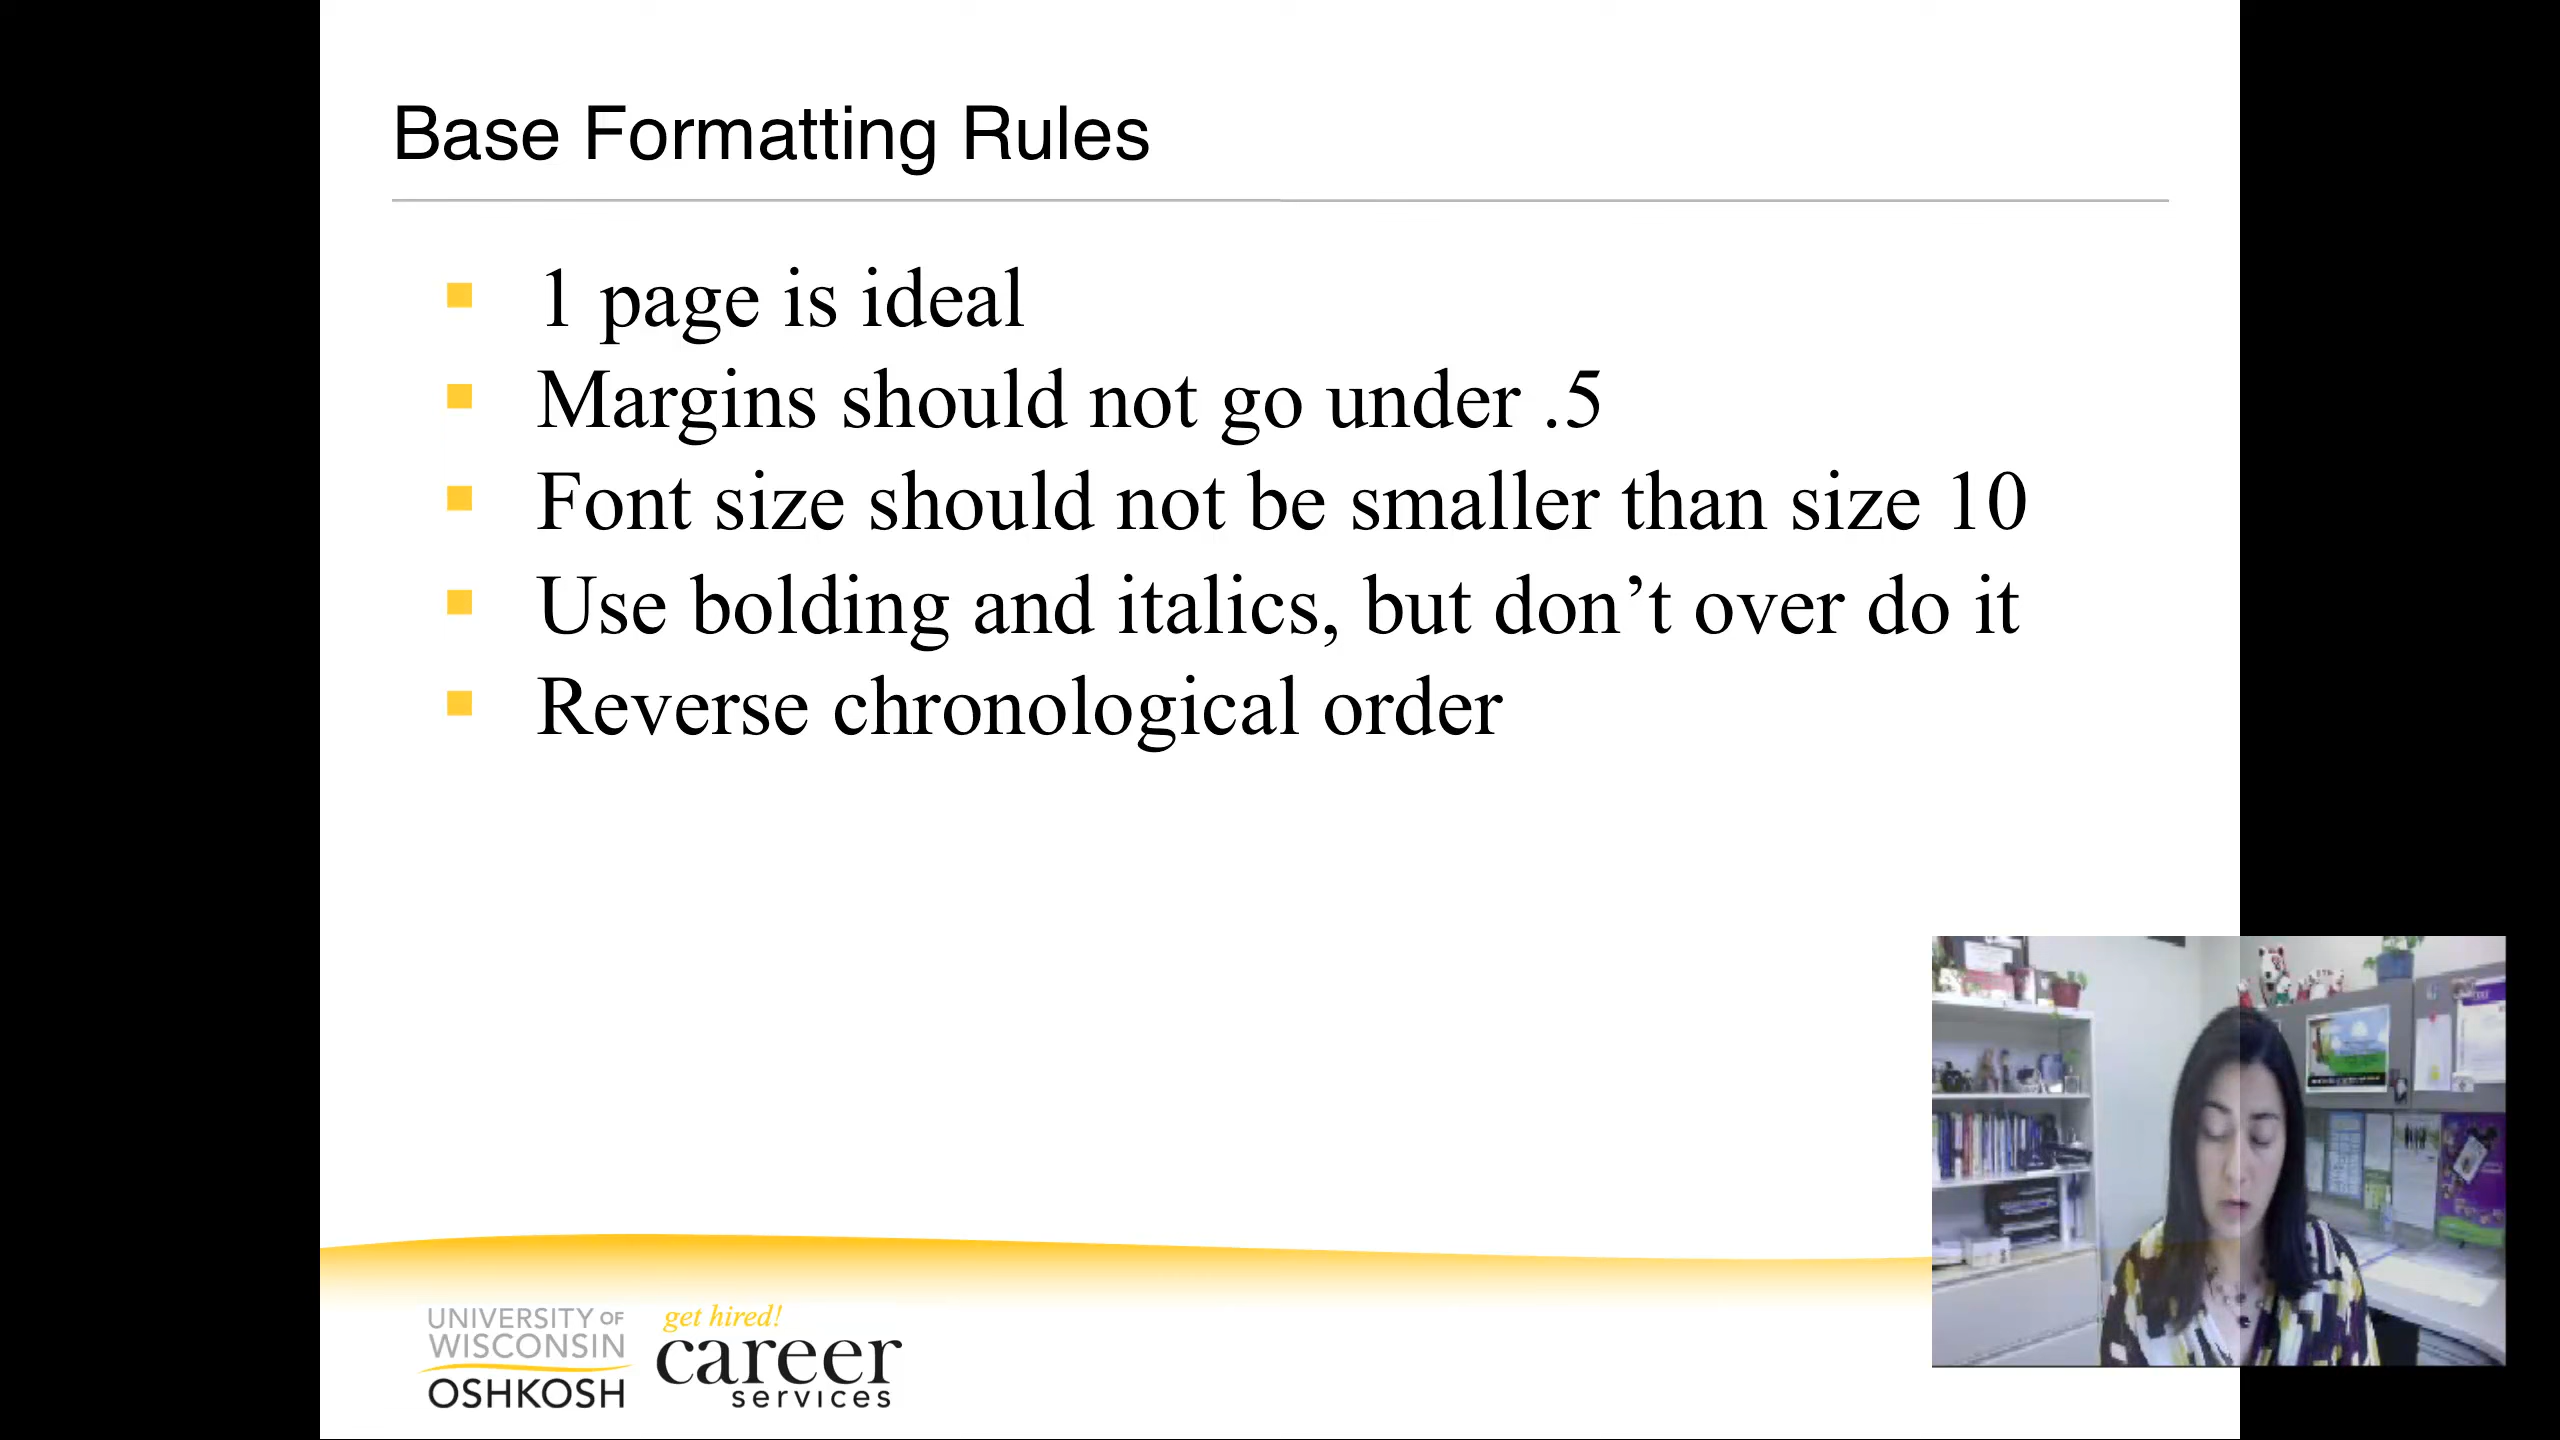 Base Formatting Rules
1 page is ideal
Margins should not go under .5
Font size should not be smaller than size 10
Use bolding and italics, but don’t over do it
Reverse chronological order
UNIVERSITY OF
WISCONSIN
OSHKOSH
get hired!
career
services